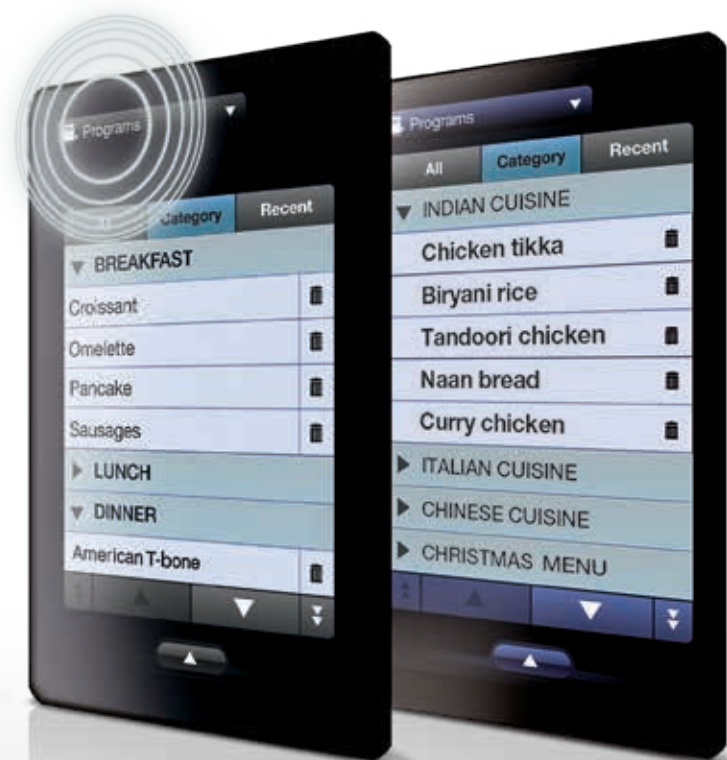 Programs
Category
Recent
BREAKFAST
Croissant
Omelette
Pancake
Sausages
LUNCH
DINNER
American T-bone
Programs
All
Category
Recent
INDIAN CUISINE
Chicken tikka
Biryani rice
Tandoori chicken
Naan bread
Curry chicken
ITALIAN CUISINE
CHINESE CUISINE
CHRISTMAS MENU